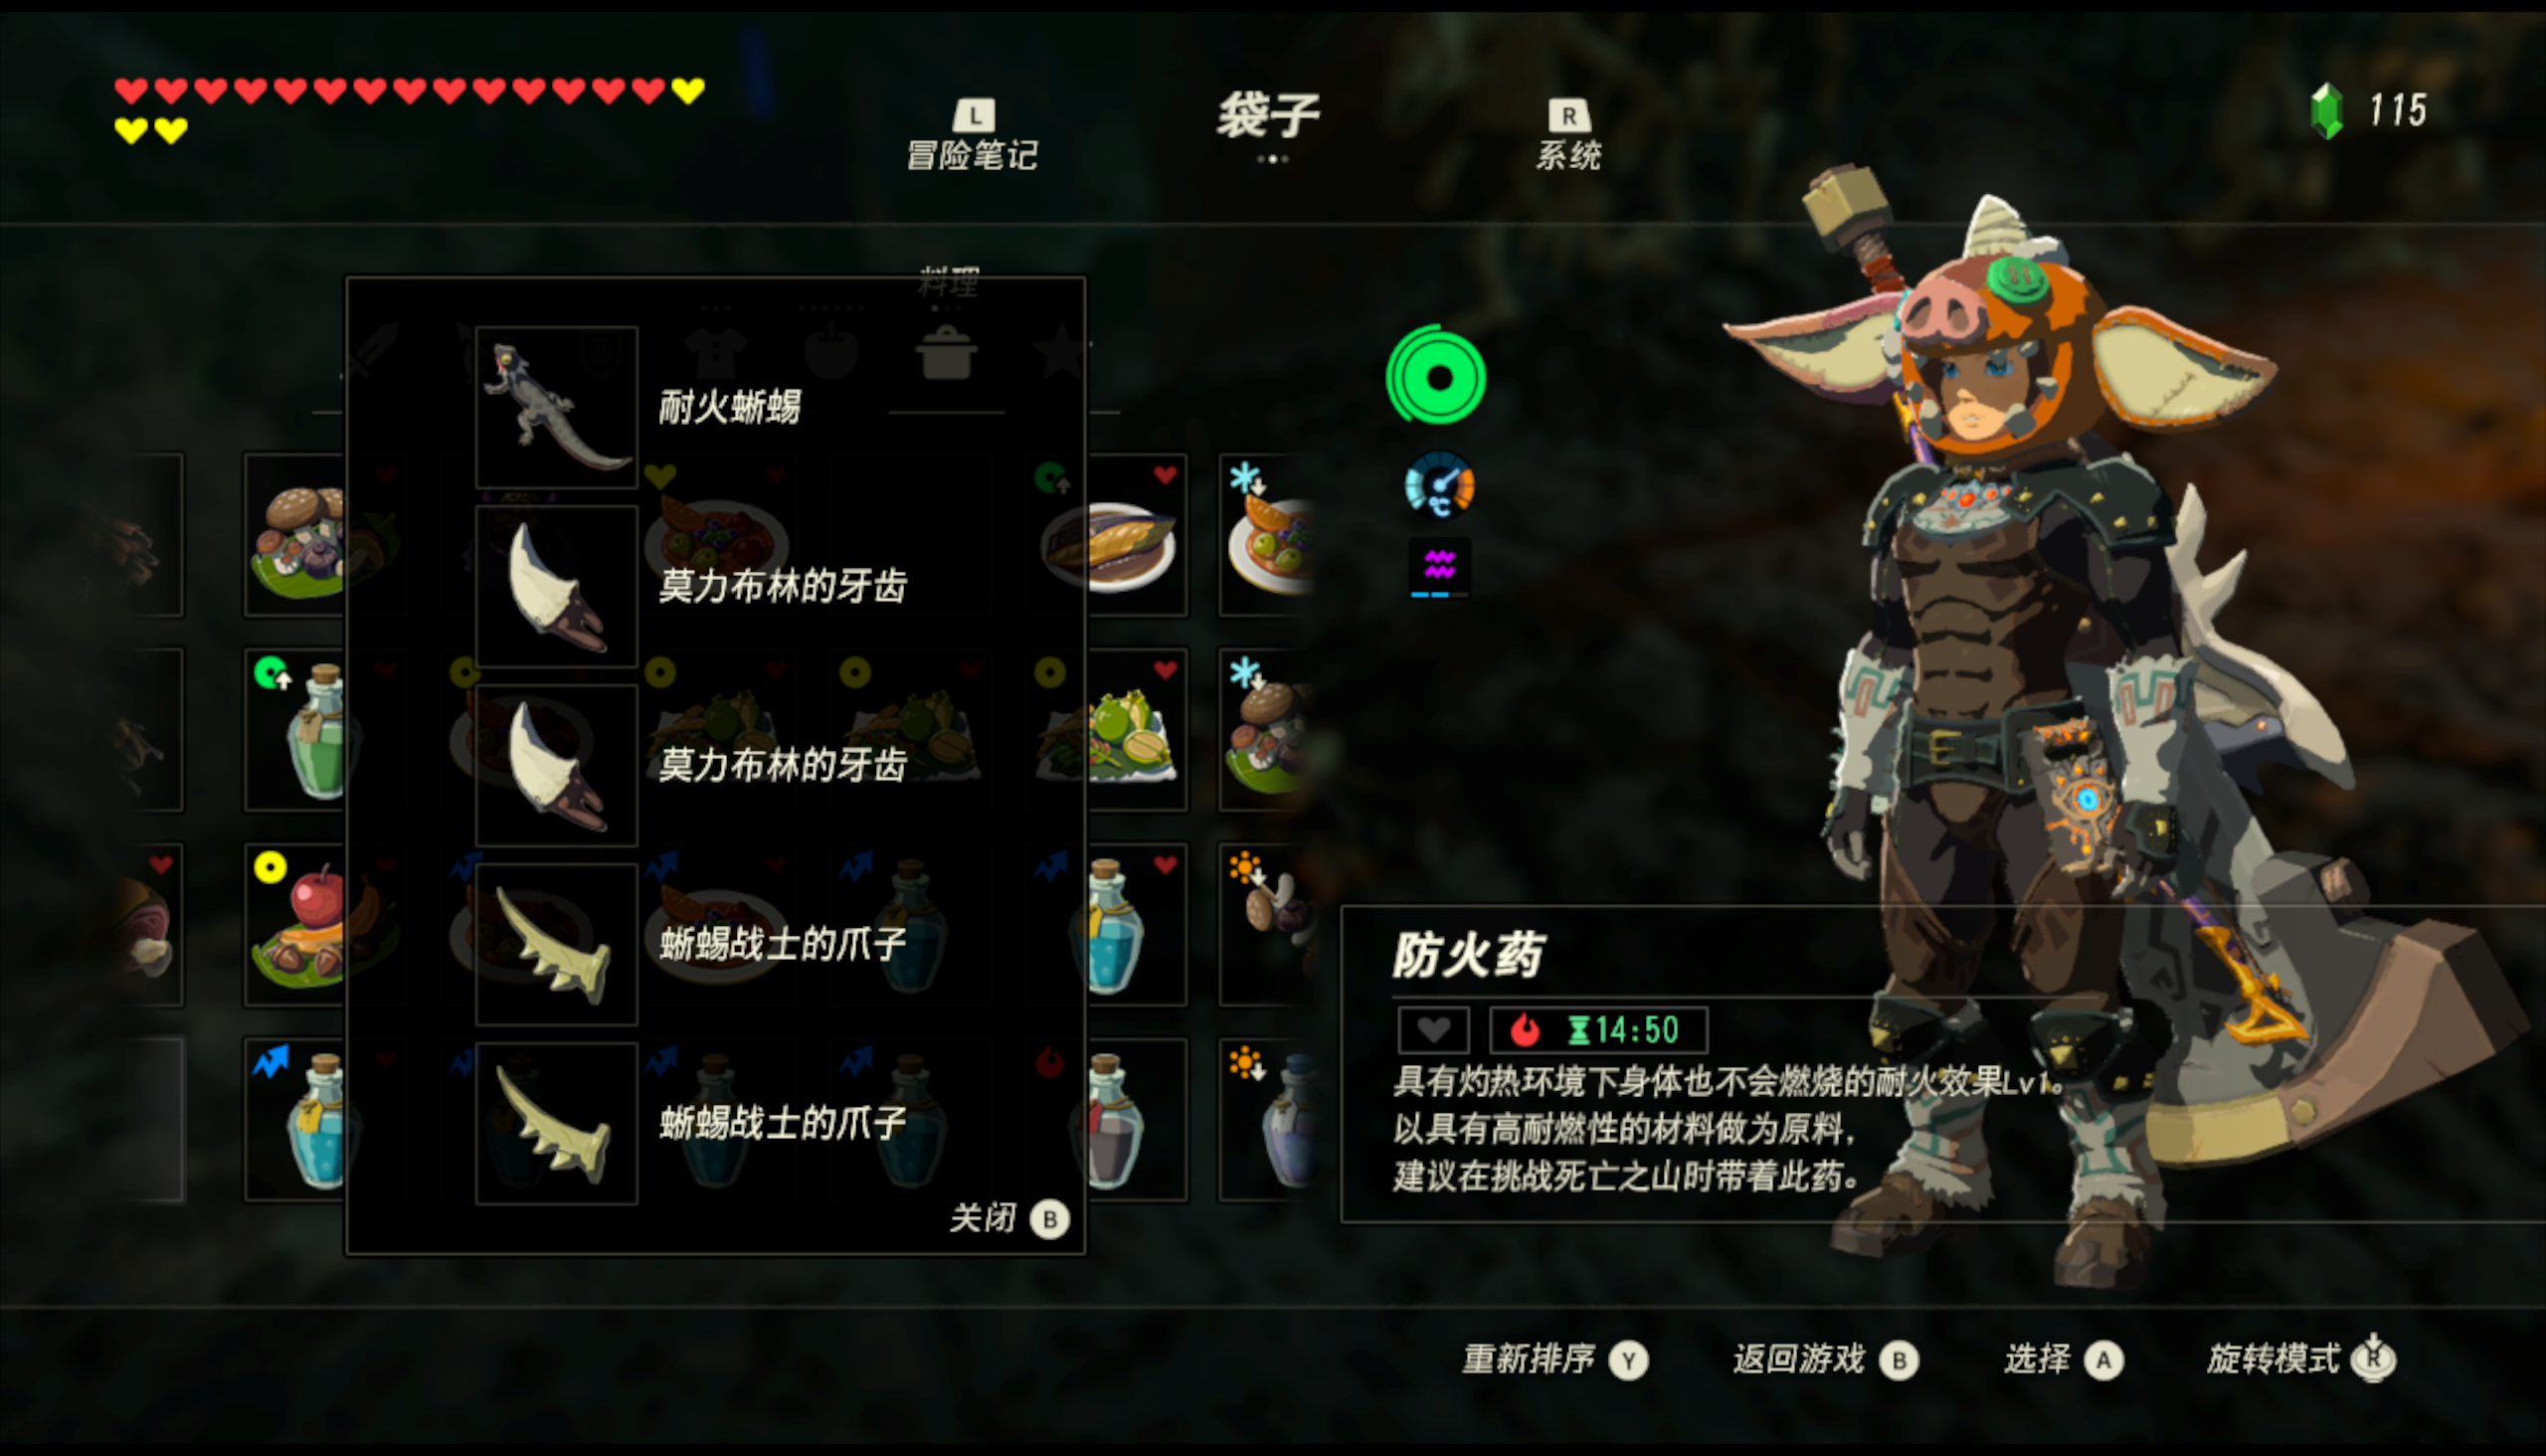 L
冒险笔记
袋子
R
系统
115
料理
耐火蜥蜴
莫力布林的牙齿
莫力布林的牙齿
蜥蜴战士的爪子
蜥蜴战士的爪子
关闭 B
℃
防火药
14:50
具有灼热环境下身体也不会燃烧的耐火效果Lv1。
以具有高耐燃性的材料做为原料，
建议在挑战死亡之山时带着此药。
重新排序 Y 返回游戏 B 选择 A 旋转模式 R